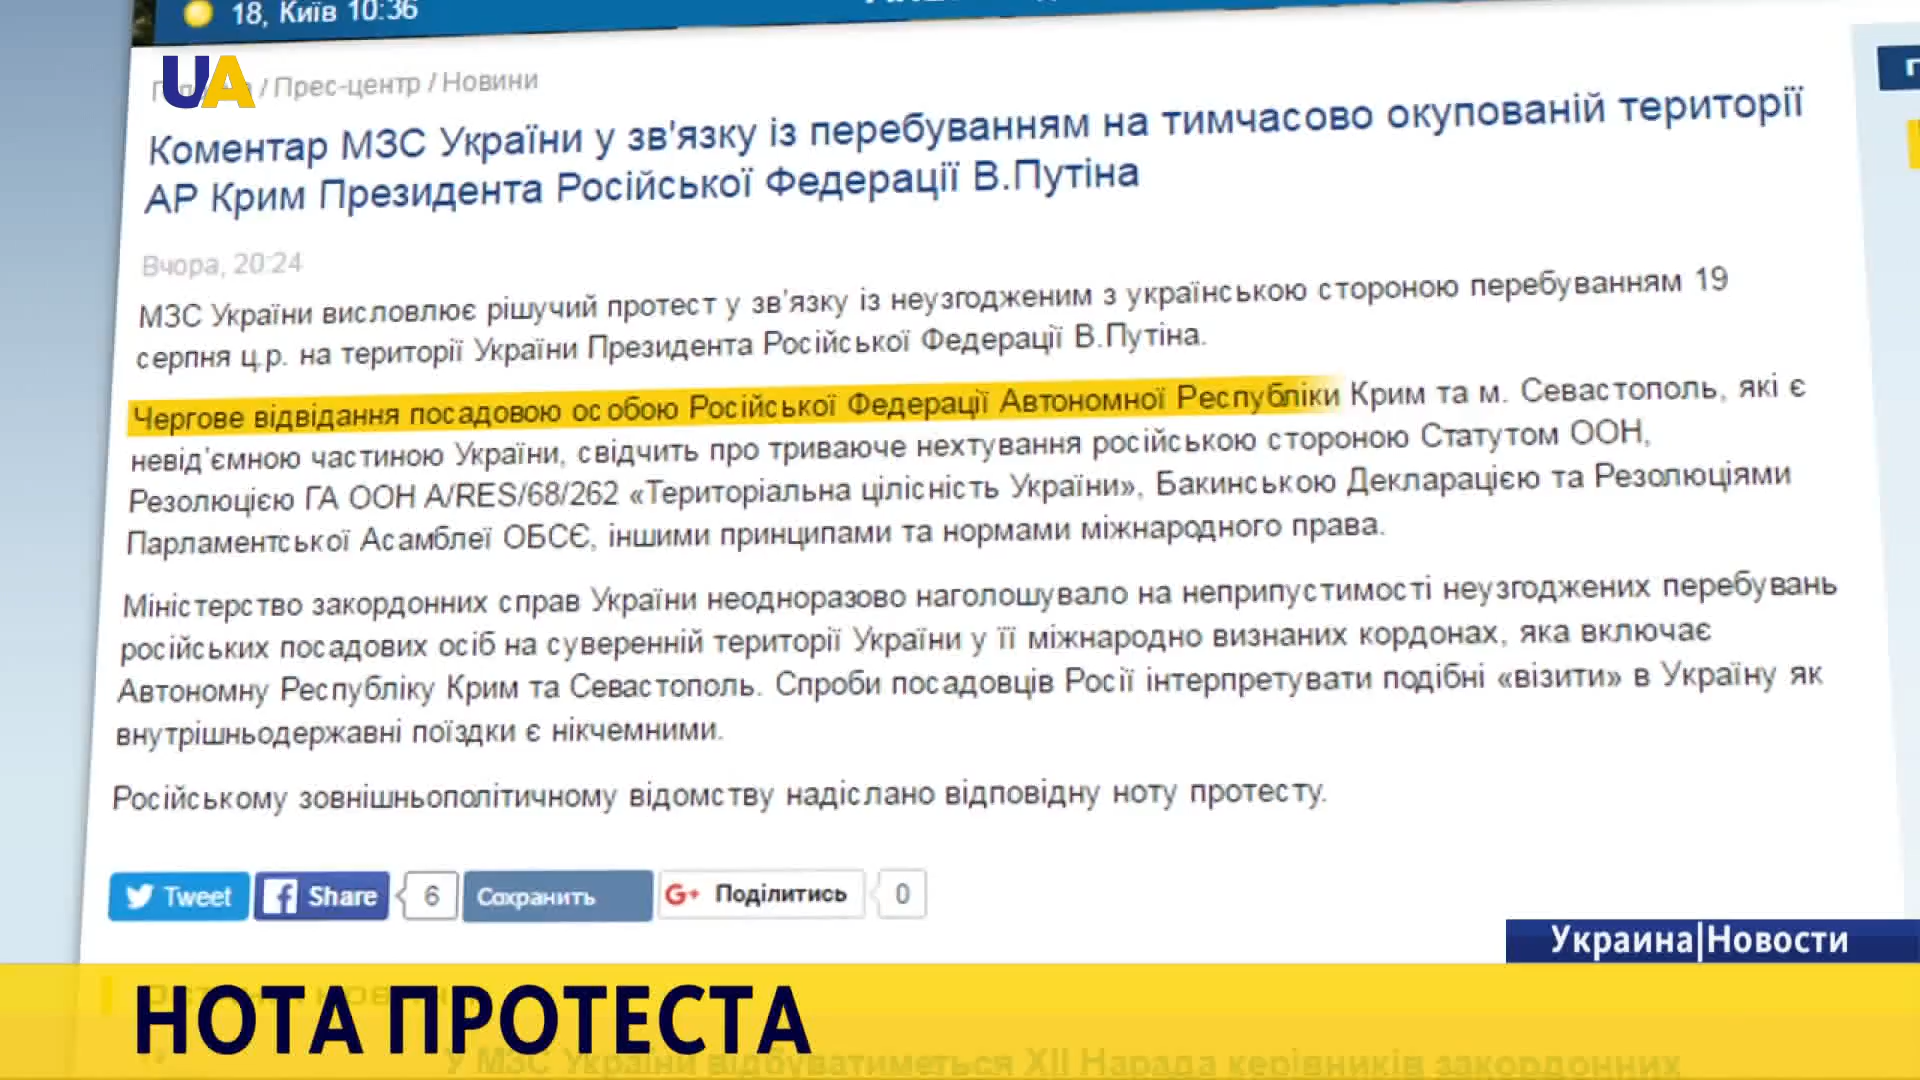 18, Київ 10:36
UA
/ Прес-центр / Новини
Коментар МЗС України у зв'язку із перебуванням на тимчасово окупованій території
АР Крим Президента Російської Федерації В.Путіна
Вчора, 20:24
МЗС України висловлює рішучий протест у зв'язку із неузгодженим з українською стороною перебуванням 19
серпня ц.р. на території України Президента Російської Федерації В.Путіна.
Чергове відвідання посадовою особою Російської Федерації Автономної Республіки Крим та м. Севастополь, які є
невід'ємною частиною України, свідчить про триваюче нехтування російською стороною Статутом ООН,
Резолюцією ГА ООН A/RES/68/262 «Територіальна цілісність України», Бакинською Декларацією та Резолюціями
Парламентської Асамблеї ОБСЄ, іншими принципами та нормами міжнародного права.
Міністерство закордонних справ України неодноразово наголошувало на неприпустимості неузгоджених перебувань
російських посадових осіб на суверенній території України у її міжнародно визнаних кордонах, яка включає
Автономну Республіку Крим та Севастополь. Спроби посадовців Росії інтерпретувати подібні «візити» в Україну як
внутрішньодержавні поїздки є нікчемними.
Російському зовнішньополітичному відомству надіслано відповідну ноту протесту.
Tweet Share 6 Сохранить G+ Поділитись 0
Украина|Новости
НОТА ПРОТЕСТА
У МЗС України відбуватиметься XII Нарада керівників закордонних